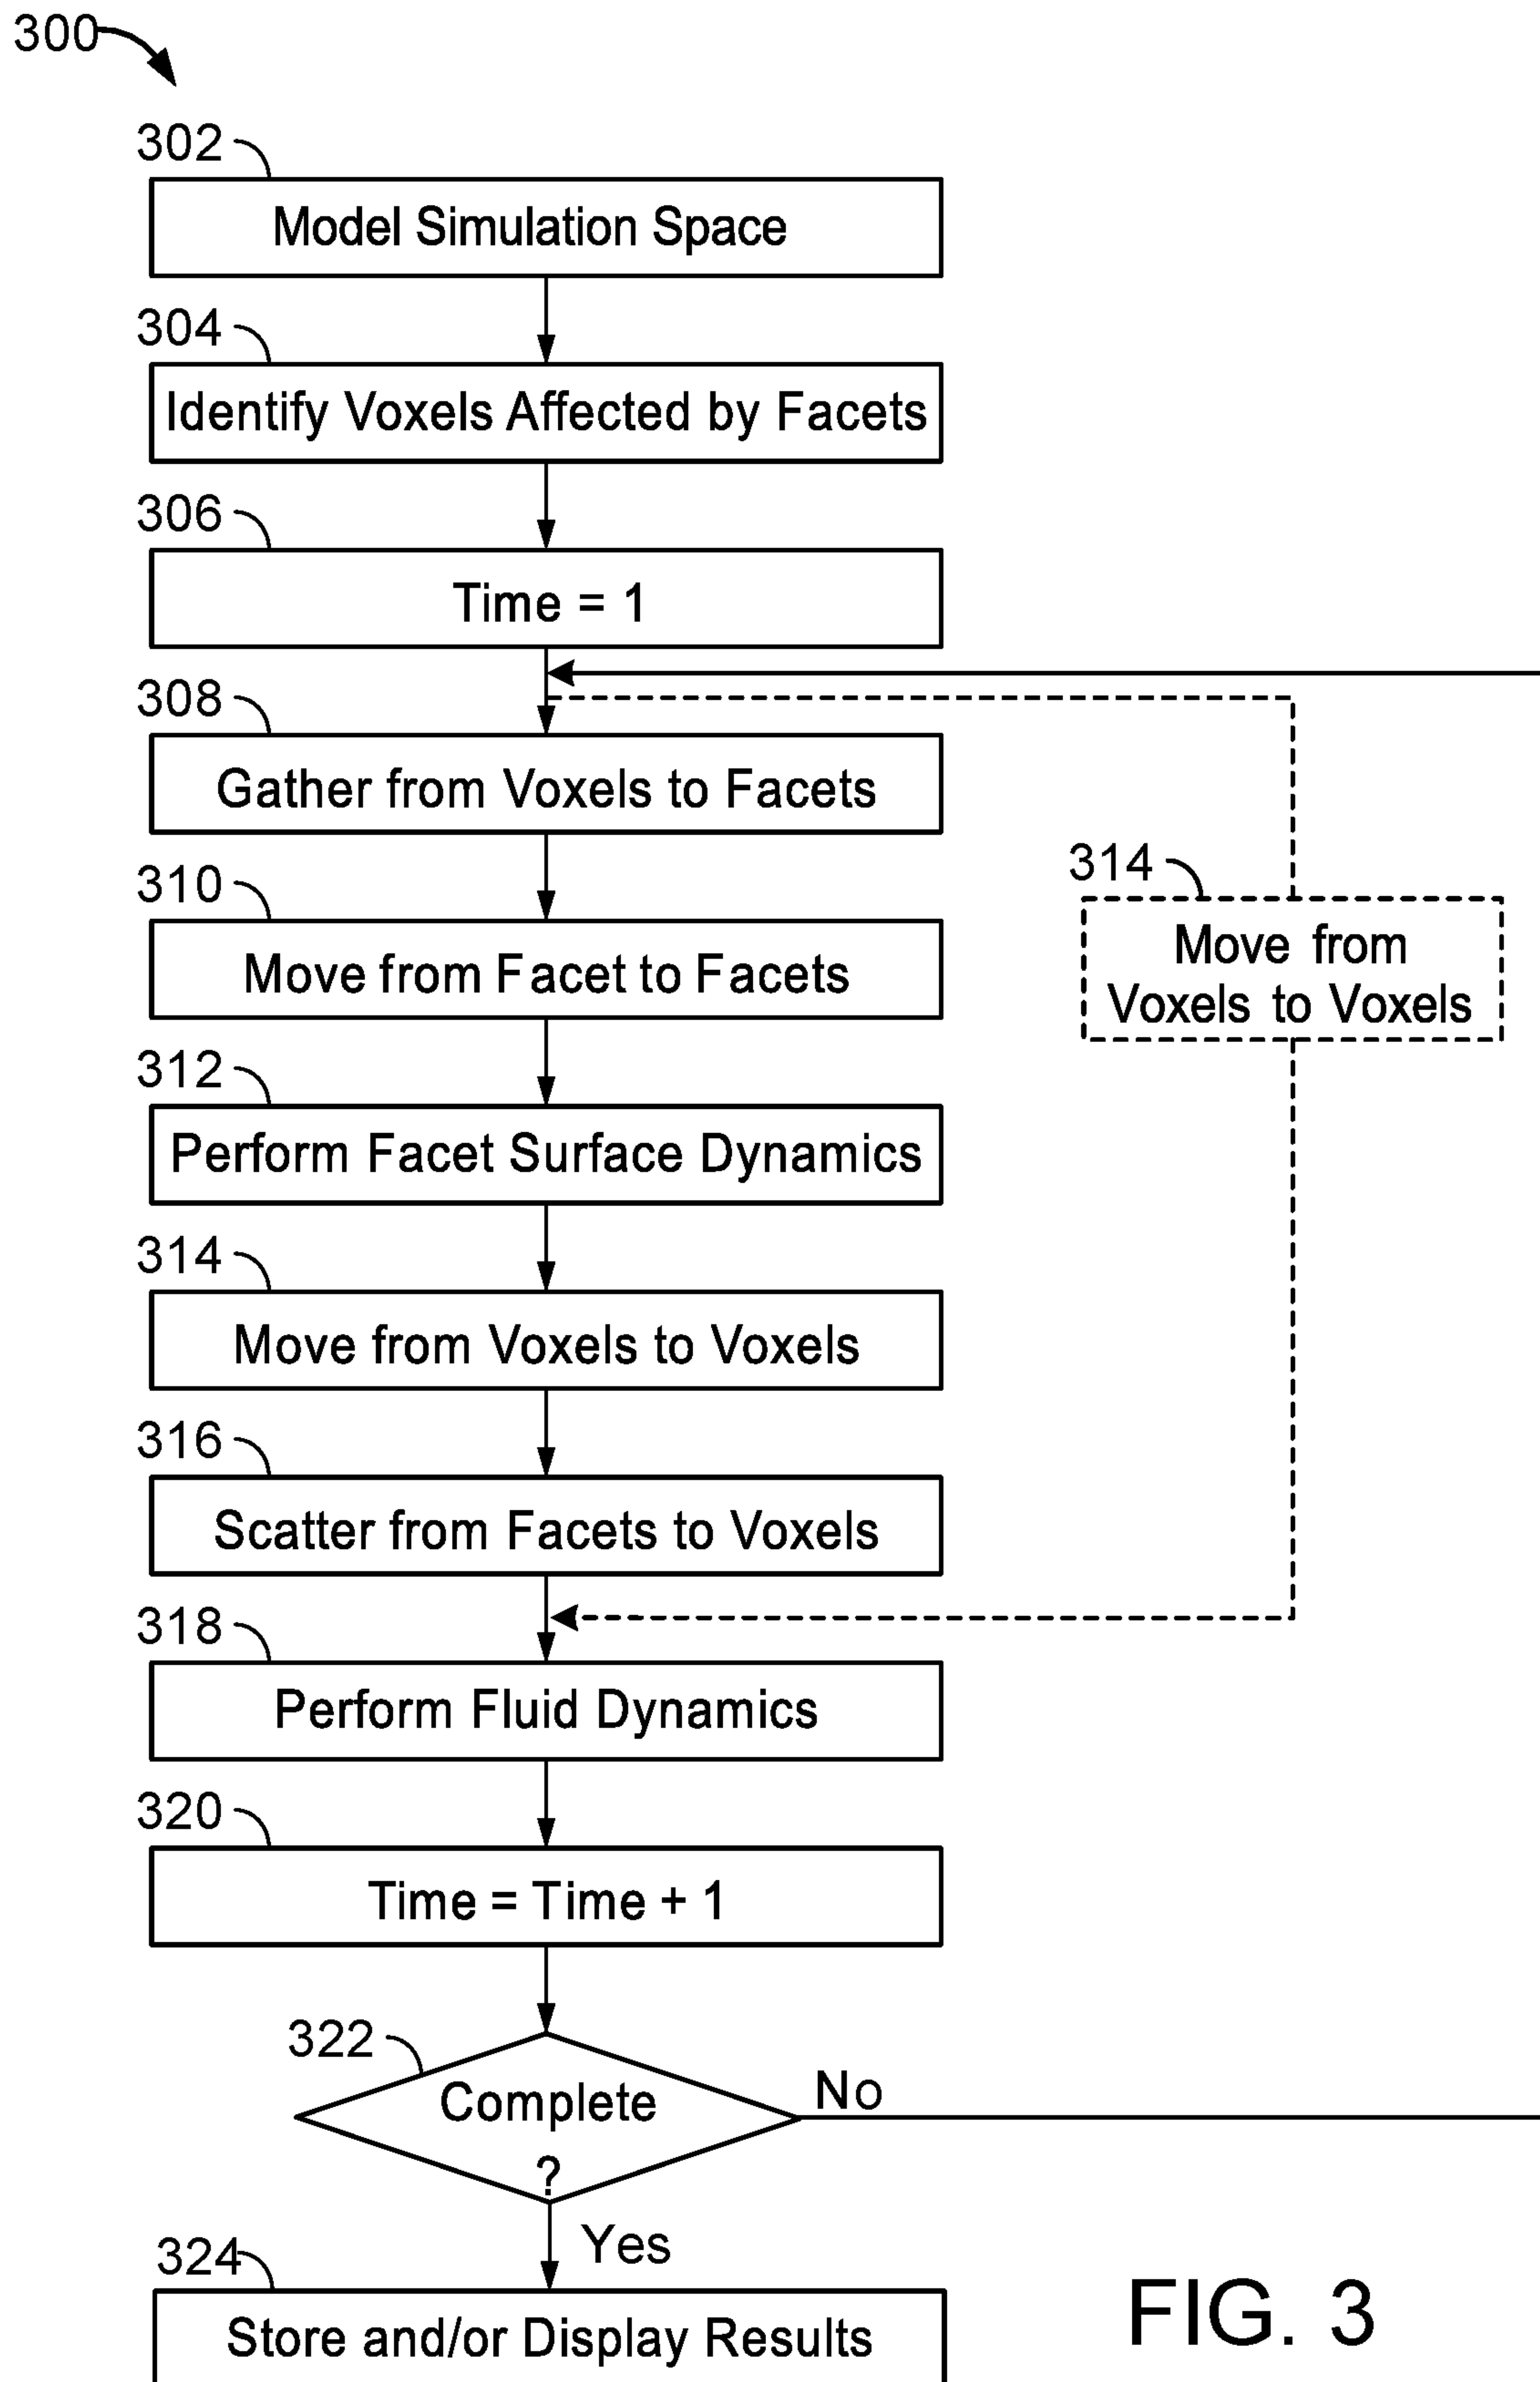 300
302
Model Simulation Space
304
Identify Voxels Affected by Facets
306
Time = 1
308
Gather from Voxels to Facets
310
Move from Facet to Facets
314
Move from
Voxels to Voxels
312
Perform Facet Surface Dynamics
314
Move from Voxels to Voxels
316
Scatter from Facets to Voxels
318
Perform Fluid Dynamics
320
Time = Time + 1
322
Complete
?
No
Yes
324
Store and/or Display Results
FIG. 3